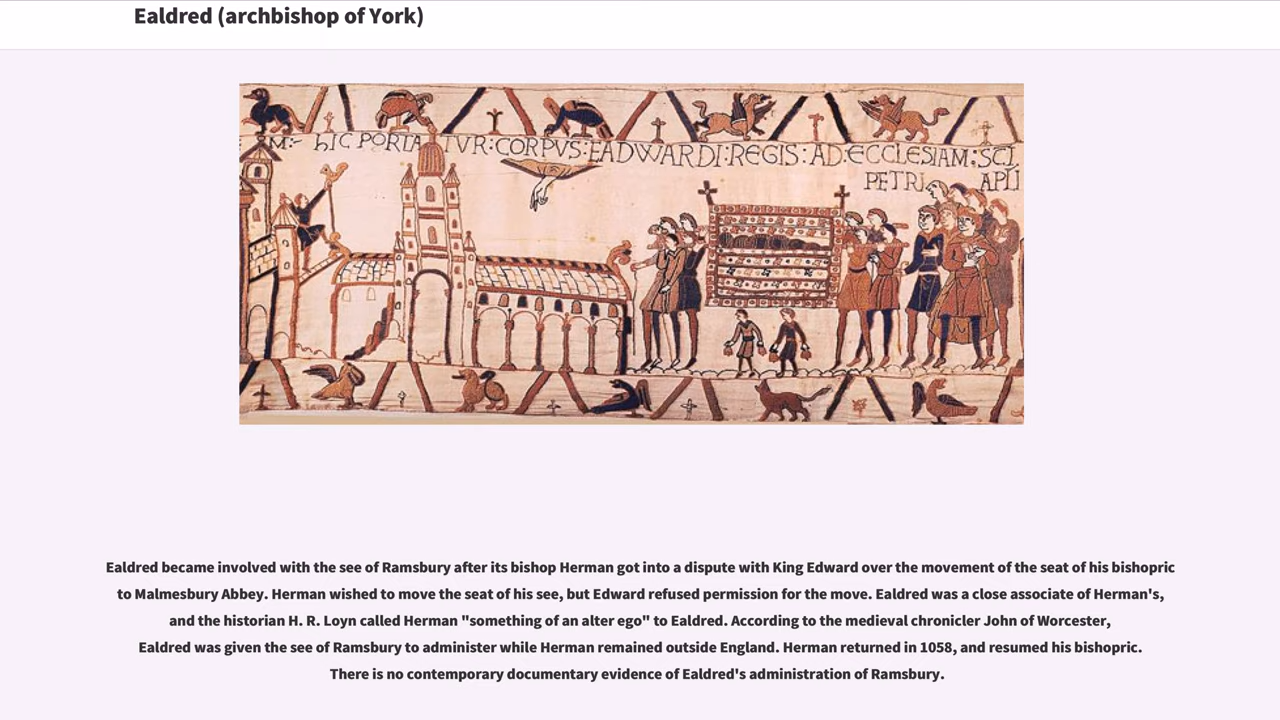 Ealdred (archbishop of York)
M:- hIC PORTA TVR:CORPVS:EADWARDI:REGIS:AD:ECCLESIAM:SCI
PETRI APLI
Ealdred became involved with the see of Ramsbury after its bishop Herman got into a dispute with King Edward over the movement of the seat of his bishopric
to Malmesbury Abbey. Herman wished to move the seat of his see, but Edward refused permission for the move. Ealdred was a close associate of Herman's,
and the historian H. R. Loyn called Herman "something of an alter ego" to Ealdred. According to the medieval chronicler John of Worcester,
Ealdred was given the see of Ramsbury to administer while Herman remained outside England. Herman returned in 1058, and resumed his bishopric.
There is no contemporary documentary evidence of Ealdred's administration of Ramsbury.